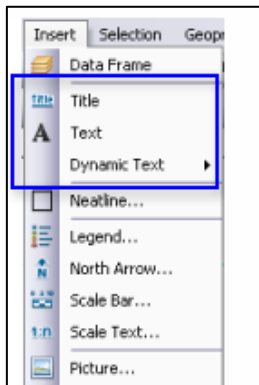 Insert Selection Geopr
Data Frame
Title Title
A Text
Dynamic Text
Neatline...
Legend...
N North Arrow...
Scale Bar...
1:n Scale Text...
Picture...